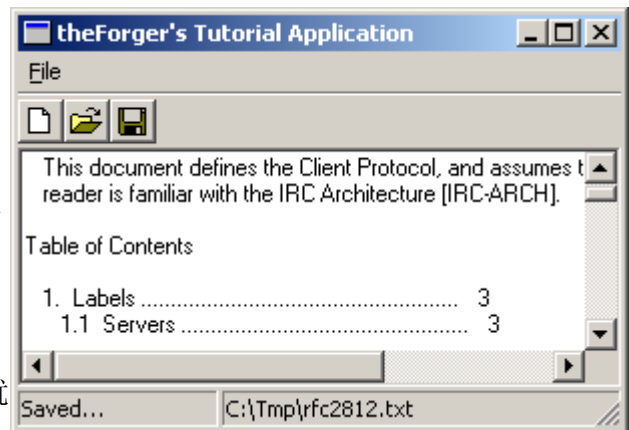 theForger's Tutorial Application
File
This document defines the Client Protocol, and assumes t
reader is familiar with the IRC Architecture [IRC-ARCH].
Table of Contents
1. Labels ................................................... 3
1.1 Servers .............................................. 3
Saved... C:\Tmp\rfc2812.txt